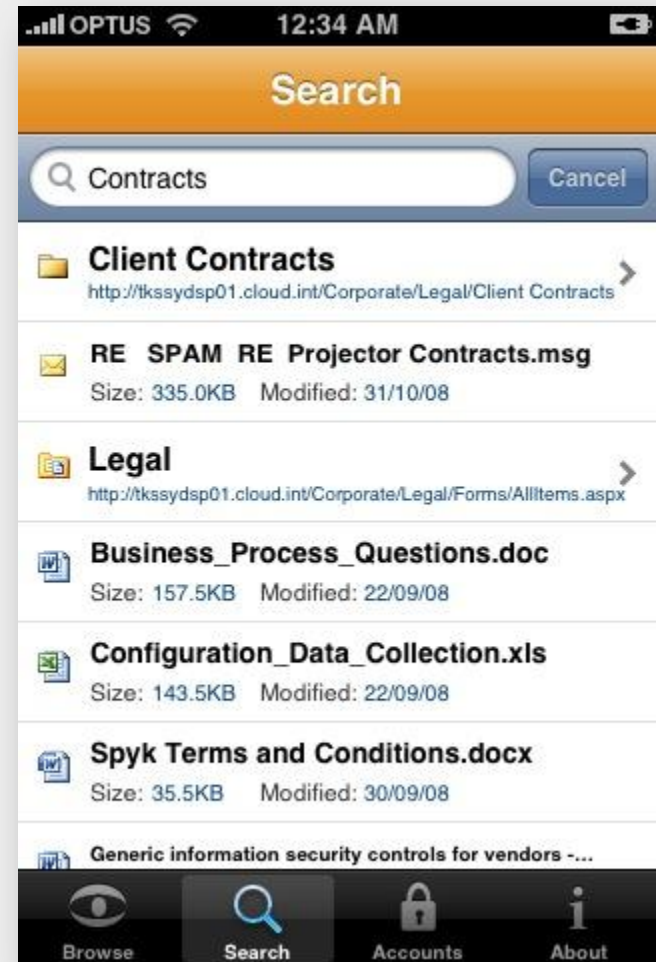 OPTUS 12:34 AM
Search
Contracts Cancel
Client Contracts
http://tkssydsp01.cloud.int/Corporate/Legal/Client Contracts
RE SPAM RE Projector Contracts.msg
Size: 335.0KB Modified: 31/10/08
Legal
http://tkssydsp01.cloud.int/Corporate/Legal/Forms/AllItems.aspx
Business_Process_Questions.doc
Size: 157.5KB Modified: 22/09/08
Configuration_Data_Collection.xls
Size: 143.5KB Modified: 22/09/08
Spyk Terms and Conditions.docx
Size: 35.5KB Modified: 30/09/08
Generic information security controls for vendors -...
Browse Search Accounts About